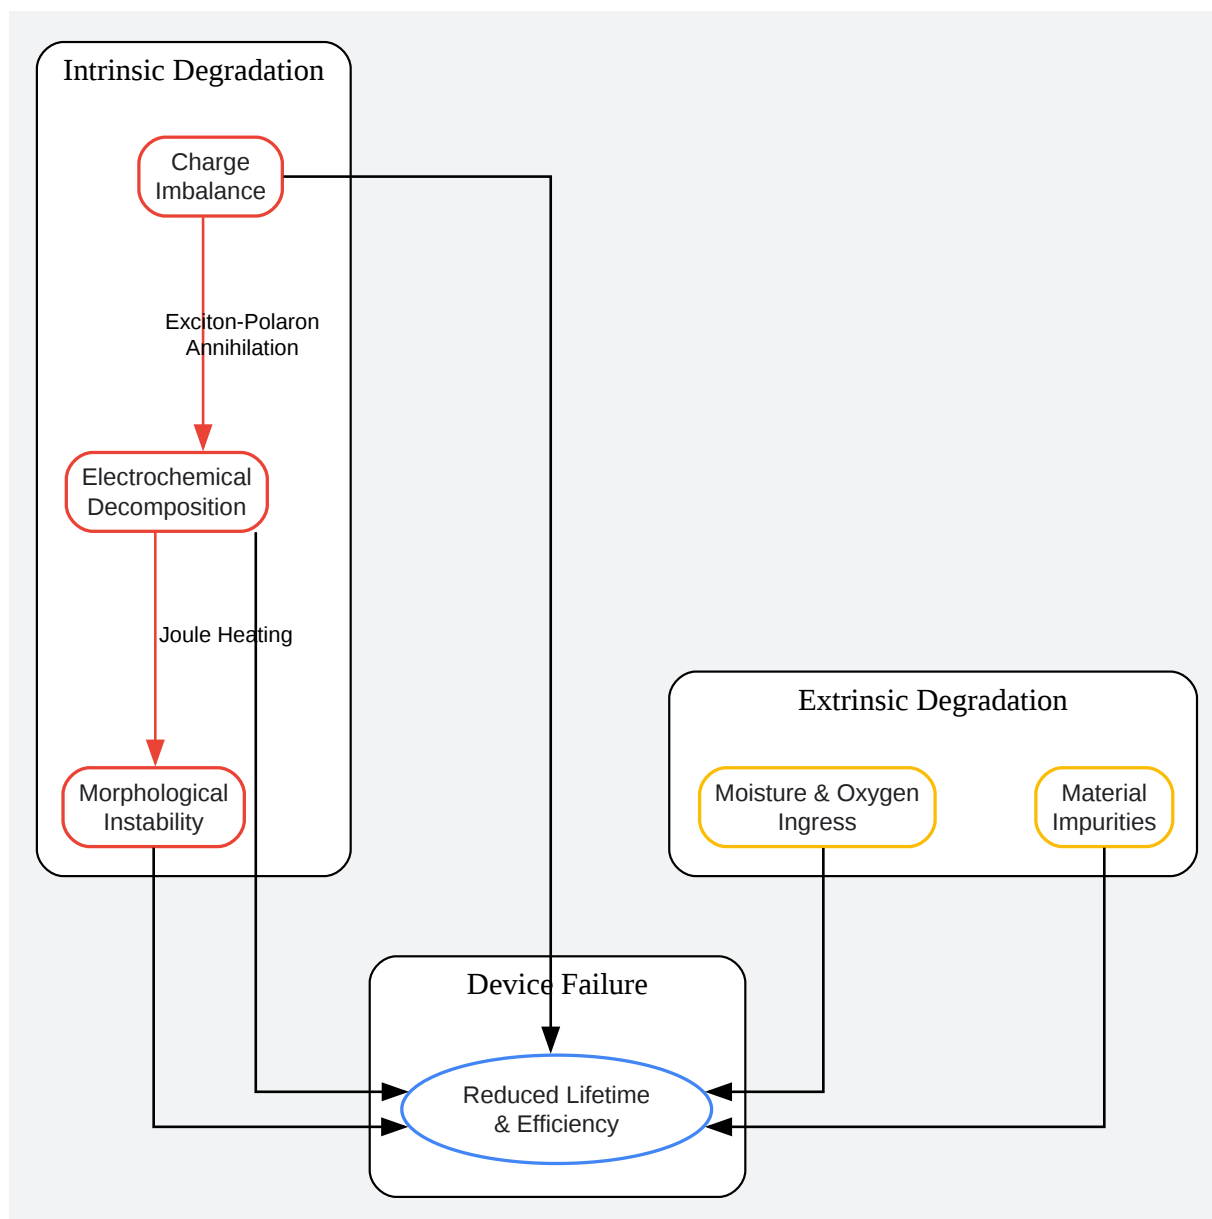 Intrinsic Degradation
Charge
Imbalance
Exciton-Polaron
Annihilation
Electrochemical
Decomposition
Joule Heating
Morphological
Instability
Extrinsic Degradation
Moisture & Oxygen
Ingress
Material
Impurities
Device Failure
Reduced Lifetime
& Efficiency